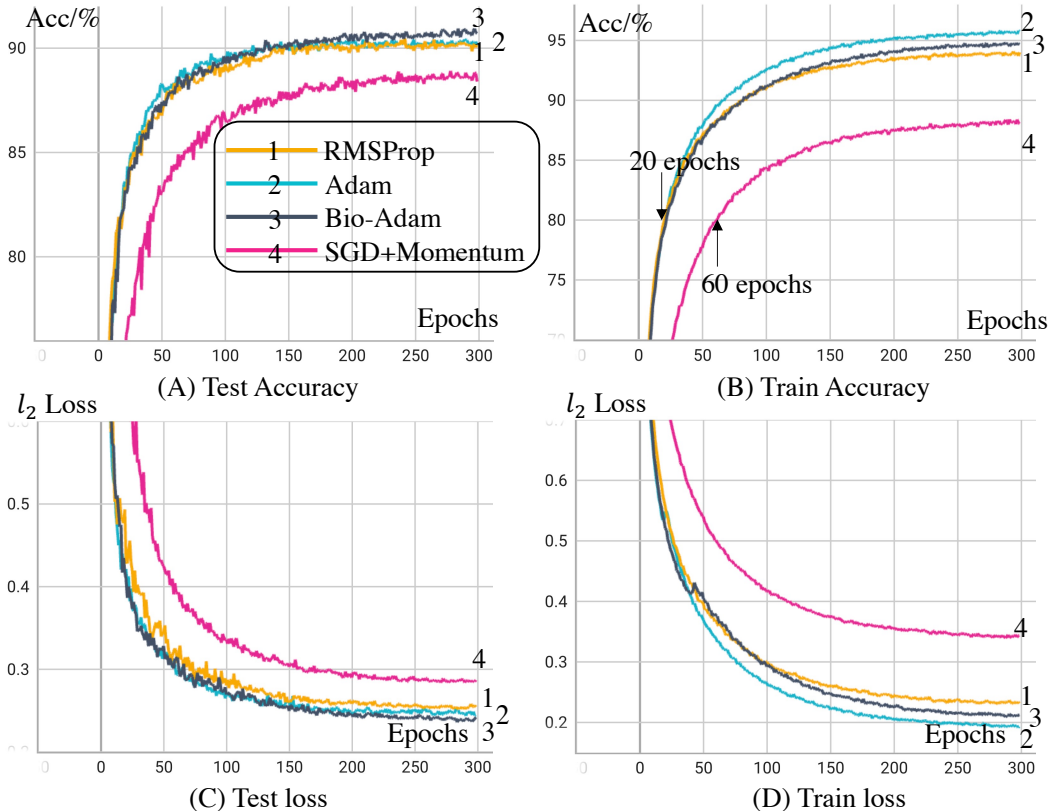 Acc/%
90
85
80
3
2
1
4
1 RMSProp
2 Adam
3 Bio-Adam
4 SGD+Momentum
Epochs
0 0 50 100 150 200 250 300
(A) Test Accuracy
Acc/%
95
90
85
80
75
70
2
3
1
4
20 epochs
60 epochs
Epochs
0 0 50 100 150 200 250 300
(B) Train Accuracy
l₂ Loss
0.5
0.4
0.3
4
1
2
3
Epochs
0 0 50 100 150 200 250 300
(C) Test loss
l₂ Loss
0.6
0.5
0.4
0.3
0.2
4
1
3
2
Epochs
0 0 50 100 150 200 250 300
(D) Train loss